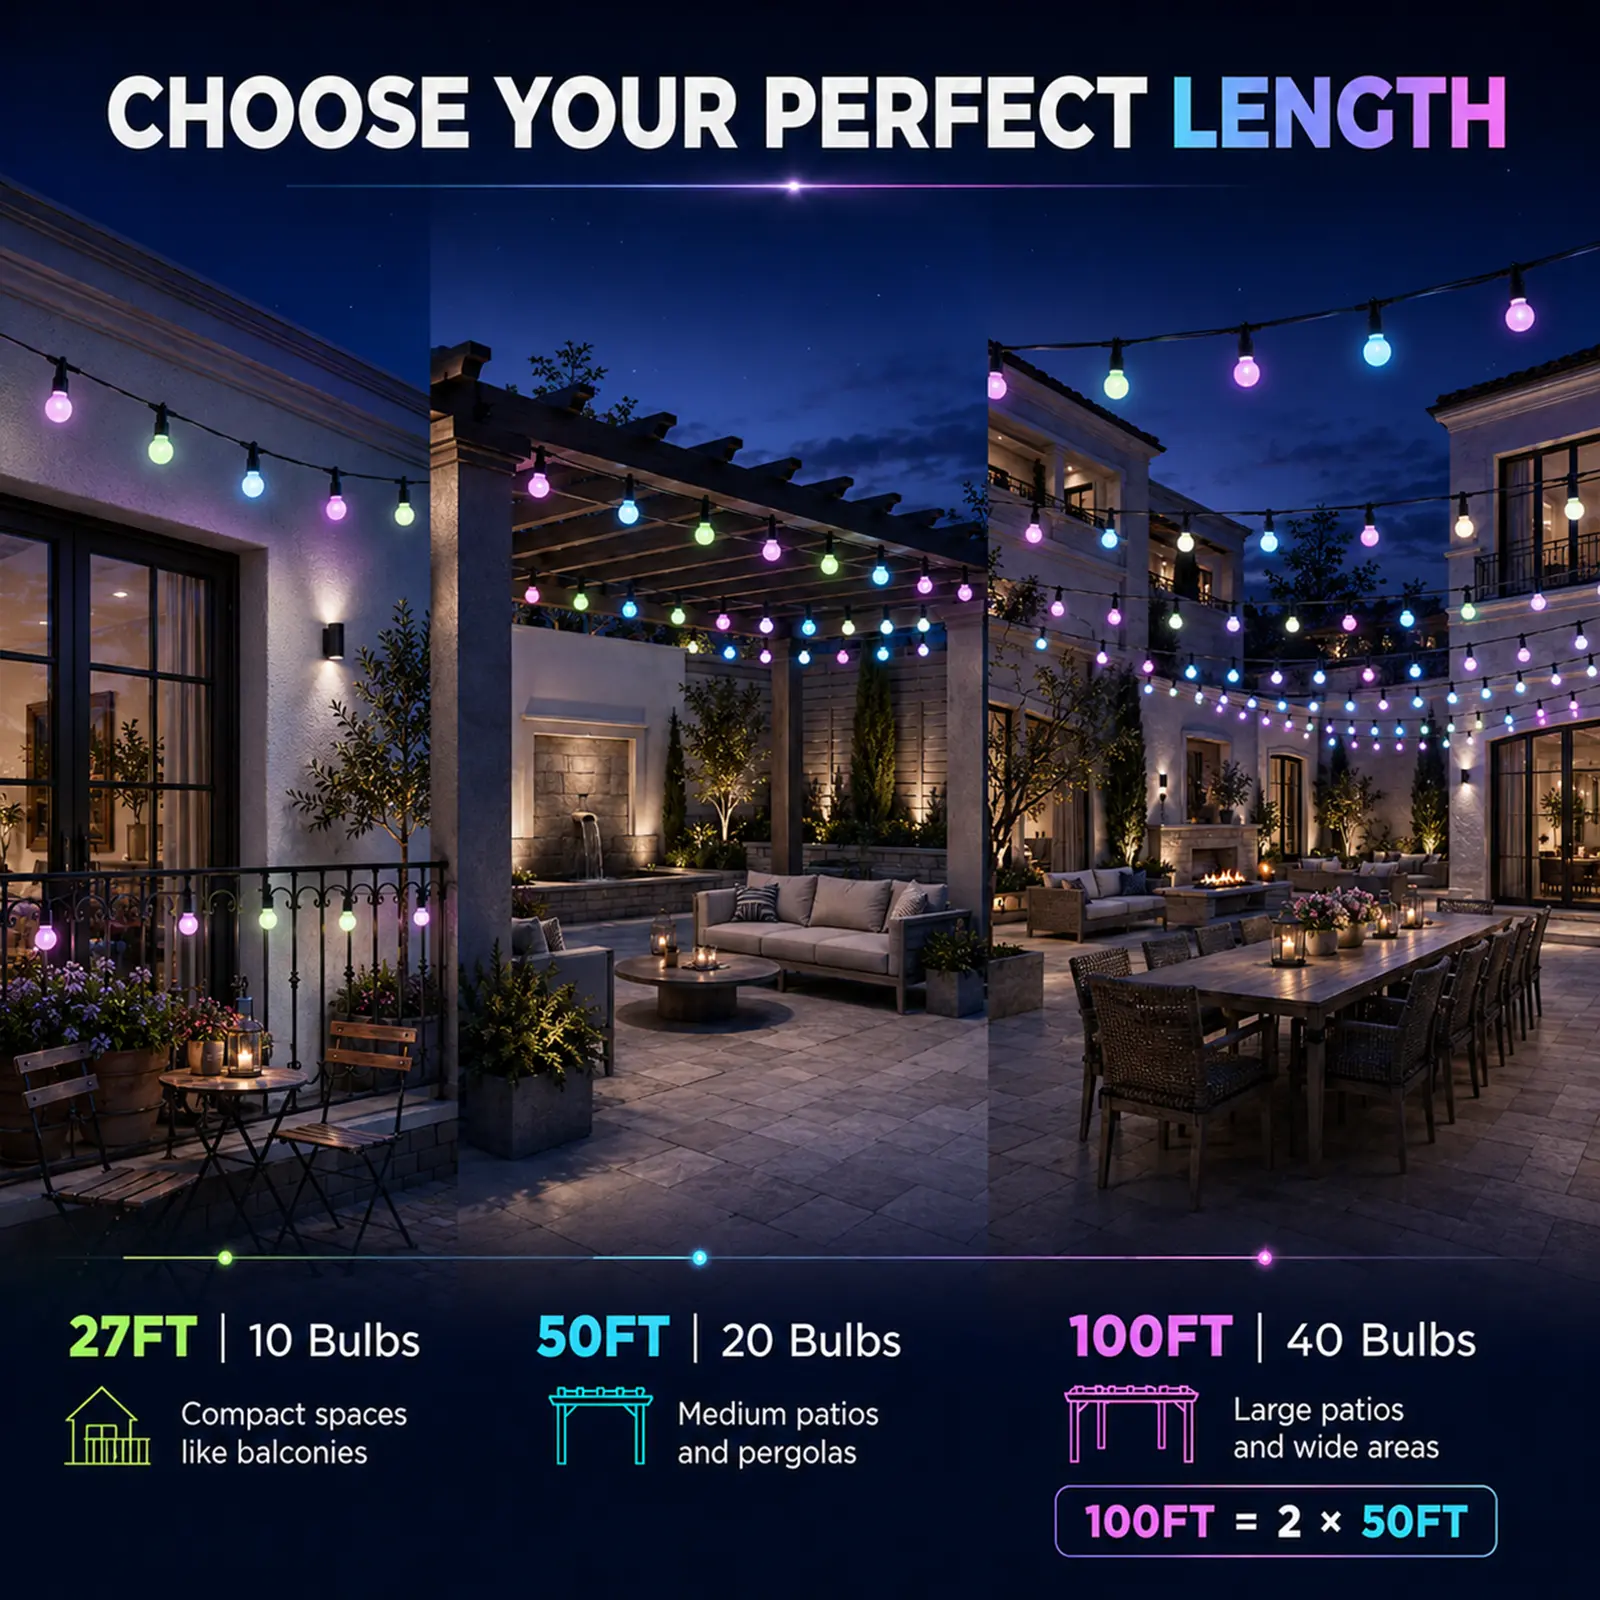 CHOOSE YOUR PERFECT LENGTH
27FT | 10 Bulbs
Compact spaces
like balconies
50FT | 20 Bulbs
Medium patios
and pergolas
100FT | 40 Bulbs
Large patios
and wide areas
100FT = 2 × 50FT